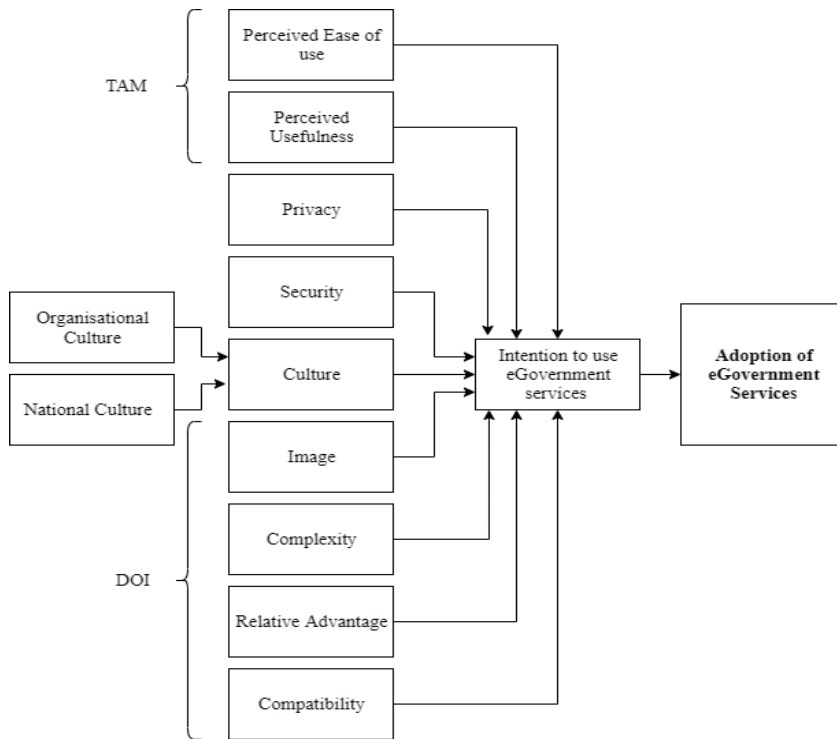 Perceived Ease of
use
TAM
Perceived
Usefulness
Privacy
Security
Organisational
Culture
National Culture
Culture
Intention to use
eGovernment
services
Adoption of
eGovernment
Services
Image
Complexity
DOI
Relative Advantage
Compatibility